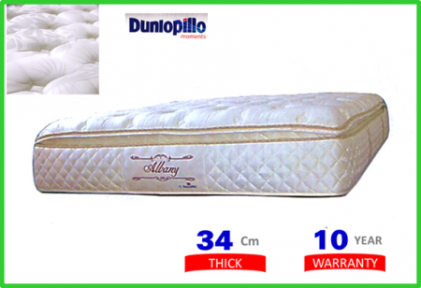 Dunlopillo
moments
Albany
34 Cm
THICK
10 YEAR
WARRANTY